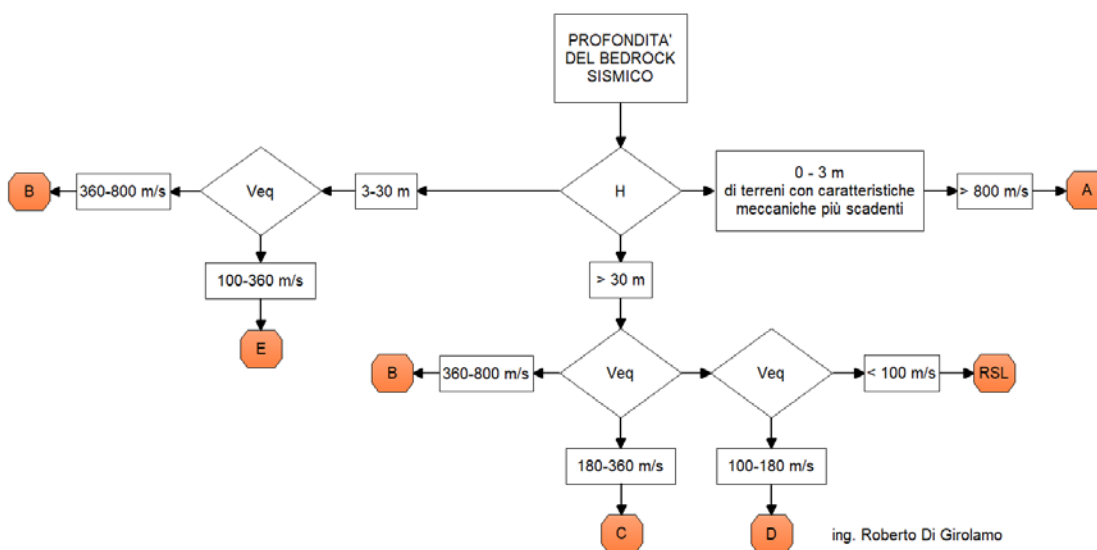 PROFONDITA'
DEL BEDROCK
SISMICO
B
360-800 m/s
Veq
3-30 m
H
0 - 3 m
di terreni con caratteristiche
meccaniche più scadenti
> 800 m/s
A
100-360 m/s
> 30 m
E
B
360-800 m/s
Veq
Veq
< 100 m/s
RSL
180-360 m/s
100-180 m/s
C
D
ing. Roberto Di Girolamo